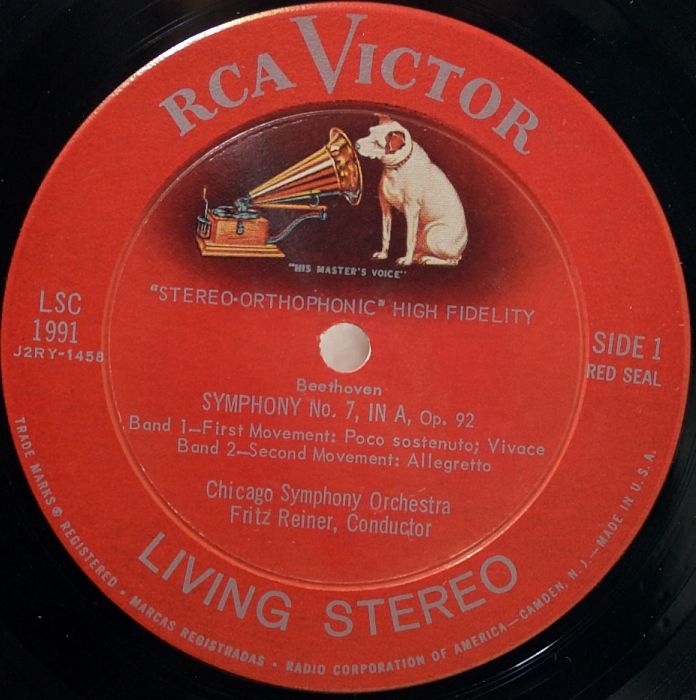 RCA VICTOR
"HIS MASTER'S VOICE"
"STEREO-ORTHOPHONIC" HIGH FIDELITY
LSC
1991
J2RY-1458
SIDE 1
RED SEAL
Beethoven
SYMPHONY No. 7, IN A, Op. 92
Band 1—First Movement: Poco sostenuto; Vivace
Band 2—Second Movement: Allegretto
Chicago Symphony Orchestra
Fritz Reiner, Conductor
LIVING STEREO
TRADE MARKS ® REGISTERED • MARCAS REGISTRADAS • RADIO CORPORATION OF AMERICA—CAMDEN, N. J.—MADE IN U.S.A.